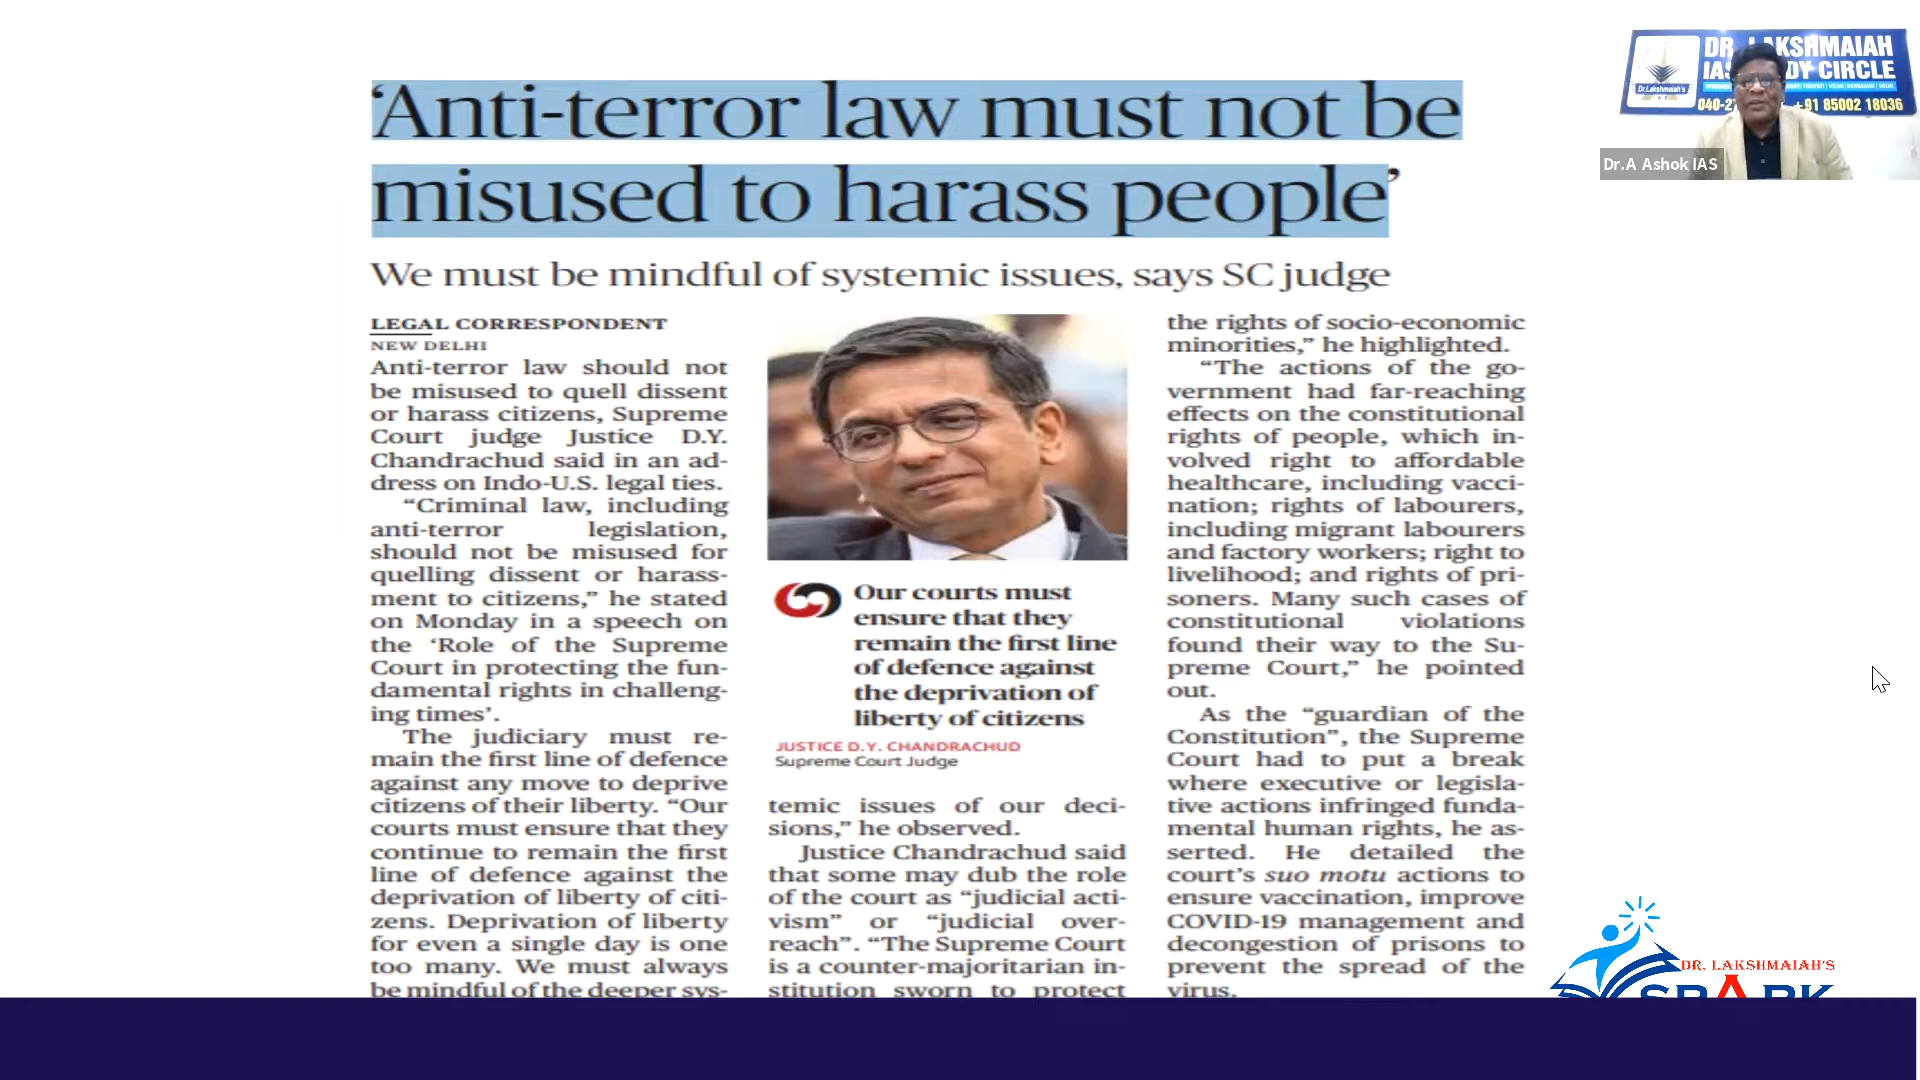 ‘Anti-terror law must not be
misused to harass people’
We must be mindful of systemic issues, says SC judge
LEGAL CORRESPONDENT
NEW DELHI
Anti-terror law should not
be misused to quell dissent
or harass citizens, Supreme
Court judge Justice D.Y.
Chandrachud said in an ad-
dress on Indo-U.S. legal ties.
“Criminal law, including
anti-terror legislation,
should not be misused for
quelling dissent or harass-
ment to citizens,” he stated
on Monday in a speech on
the ‘Role of the Supreme
Court in protecting the fun-
damental rights in challeng-
ing times’.
The judiciary must re-
main the first line of defence
against any move to deprive
citizens of their liberty. “Our
courts must ensure that they
continue to remain the first
line of defence against the
deprivation of liberty of citi-
zens. Deprivation of liberty
for even a single day is one
too many. We must always
be mindful of the deeper sys-
Our courts must
ensure that they
remain the first line
of defence against
the deprivation of
liberty of citizens
JUSTICE D.Y. CHANDRACHUD
Supreme Court Judge
temic issues of our deci-
sions,” he observed.
Justice Chandrachud said
that some may dub the role
of the court as “judicial acti-
vism” or “judicial over-
reach”. “The Supreme Court
is a counter-majoritarian in-
stitution sworn to protect
the rights of socio-economic
minorities,” he highlighted.
“The actions of the go-
vernment had far-reaching
effects on the constitutional
rights of people, which in-
volved right to affordable
healthcare, including vacci-
nation; rights of labourers,
including migrant labourers
and factory workers; right to
livelihood; and rights of pri-
soners. Many such cases of
constitutional violations
found their way to the Su-
preme Court,” he pointed
out.
As the “guardian of the
Constitution”, the Supreme
Court had to put a break
where executive or legisla-
tive actions infringed funda-
mental human rights, he as-
serted. He detailed the
court’s suo motu actions to
ensure vaccination, improve
COVID-19 management and
decongestion of prisons to
prevent the spread of the
virus.
DR. LAKSHMAIAH
IAS DY CIRCLE
Dr.Lakshmaiah's
IAS
040-2 +91 85002 18036
Dr.A Ashok IAS
DR. LAKSHMAIAH'S
SPARK